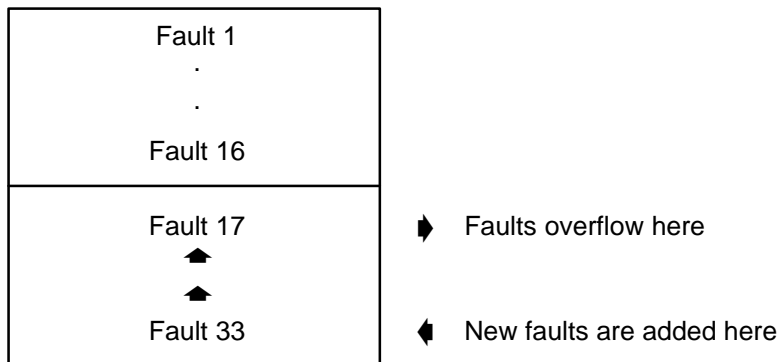 Fault 1
.
.
Fault 16
Fault 17
Faults overflow here
Fault 33
New faults are added here